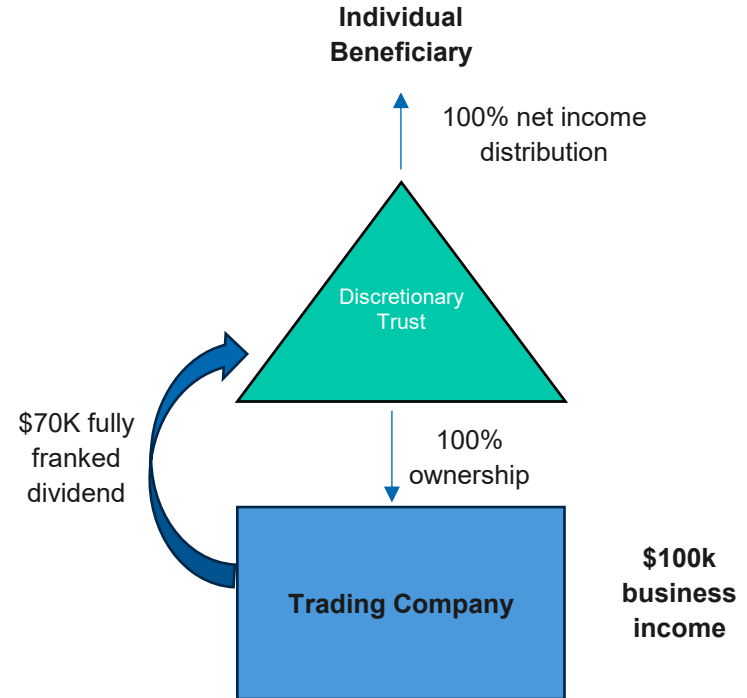 Individual
Beneficiary
100% net income
distribution
Discretionary
Trust
$70K fully
franked
dividend
100%
ownership
Trading Company
$100k
business
income